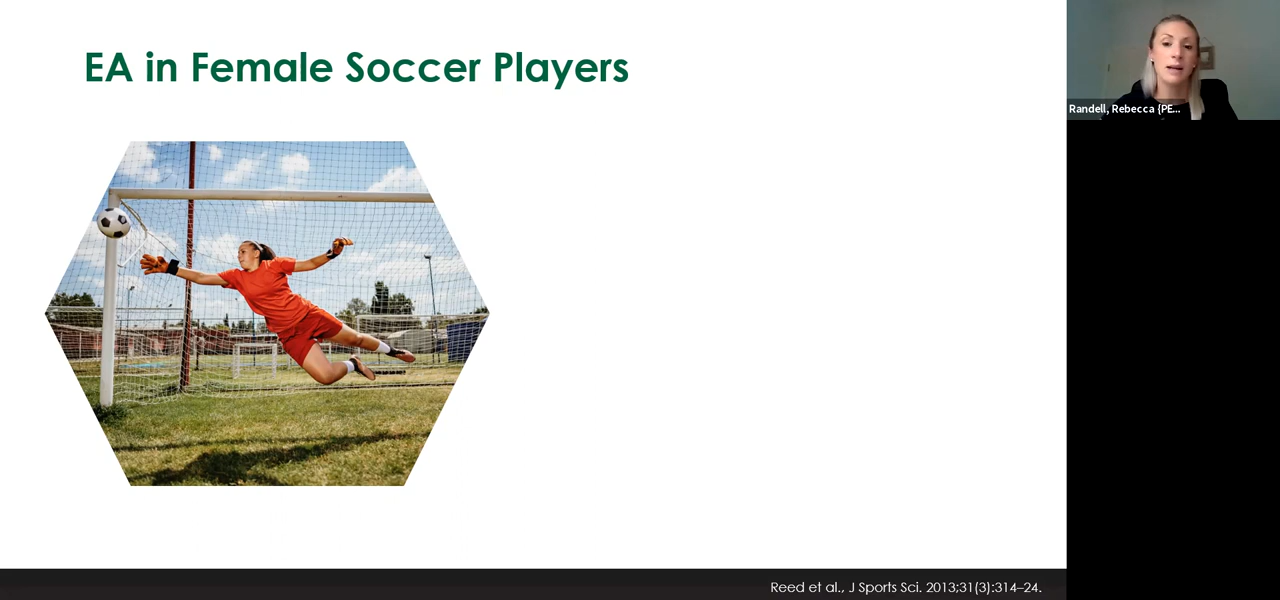 EA in Female Soccer Players
Randell, Rebecca {PE...
Reed et al., J Sports Sci. 2013;31(3):314–24.